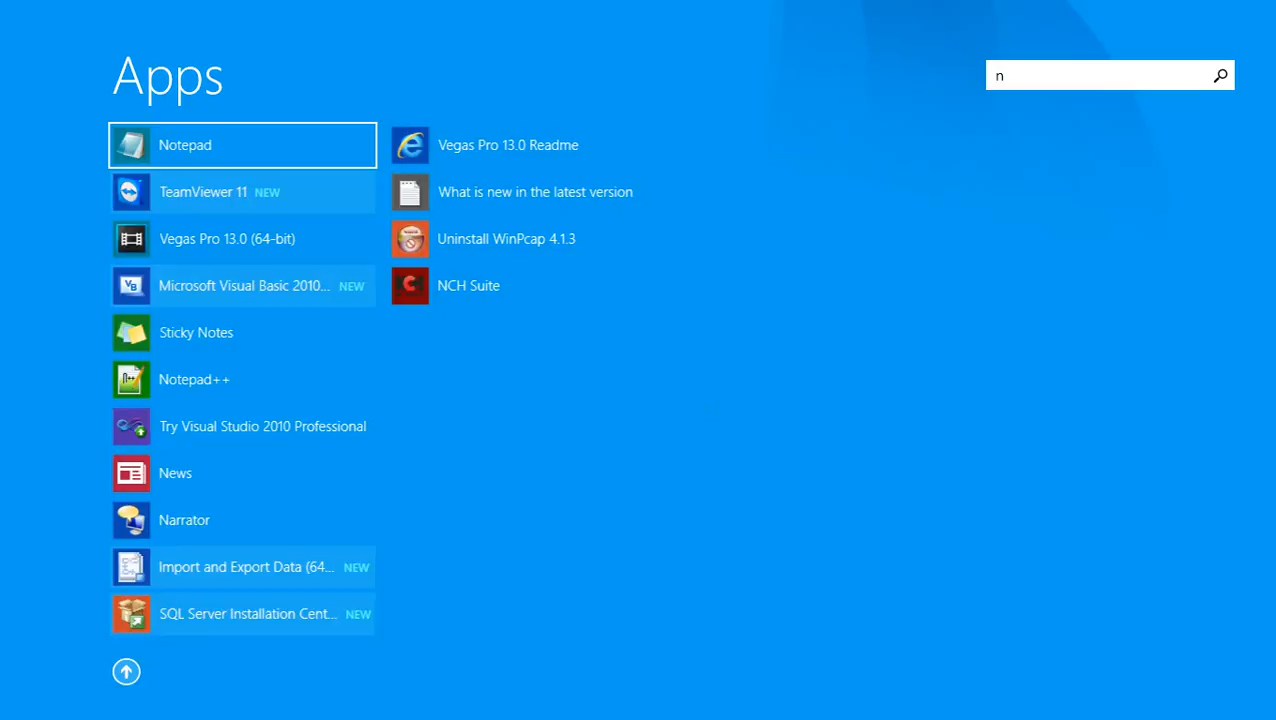 Apps
n
Notepad
TeamViewer 11 NEW
Vegas Pro 13.0 (64-bit)
Microsoft Visual Basic 2010... NEW
Sticky Notes
Notepad++
Try Visual Studio 2010 Professional
News
Narrator
Import and Export Data (64... NEW
SQL Server Installation Cent... NEW
Vegas Pro 13.0 Readme
What is new in the latest version
Uninstall WinPcap 4.1.3
NCH Suite